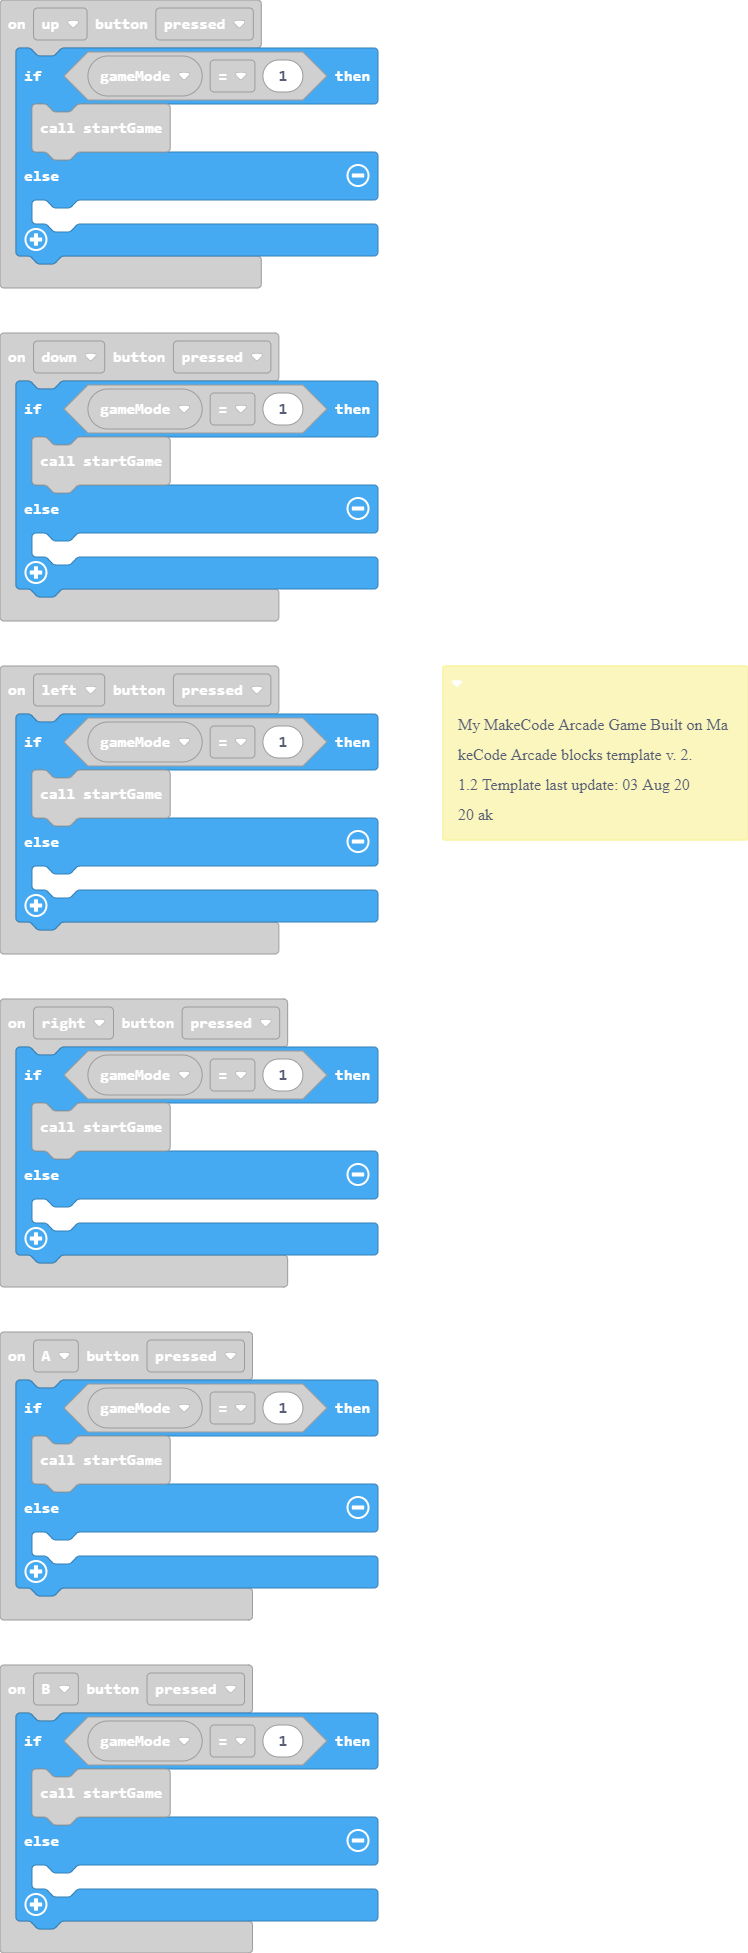 on up button pressed
if gameMode = 1 then
call startGame
else
on down button pressed
if gameMode = 1 then
call startGame
else
on left button pressed
if gameMode = 1 then
call startGame
else
My MakeCode Arcade Game Built on Ma
keCode Arcade blocks template v. 2.
1.2 Template last update: 03 Aug 20
20 ak
on right button pressed
if gameMode = 1 then
call startGame
else
on A button pressed
if gameMode = 1 then
call startGame
else
on B button pressed
if gameMode = 1 then
call startGame
else